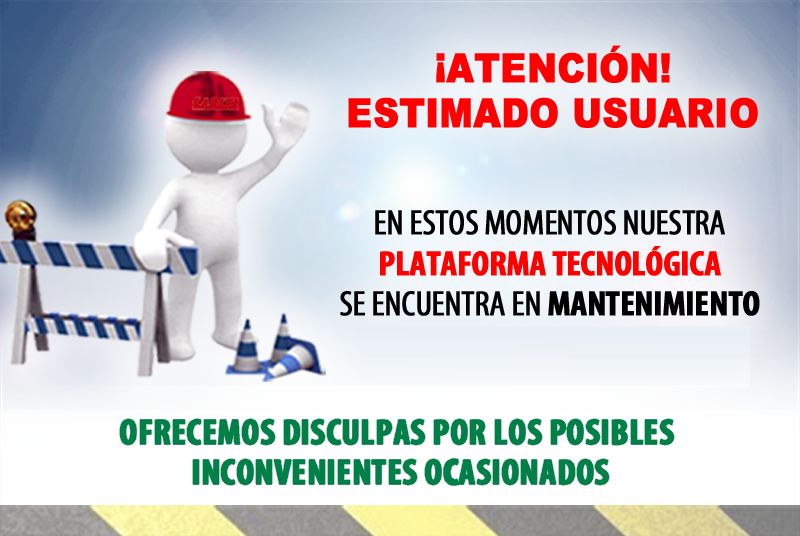 ¡ATENCIÓN!
ESTIMADO USUARIO
EN ESTOS MOMENTOS NUESTRA
PLATAFORMA TECNOLÓGICA
SE ENCUENTRA EN MANTENIMIENTO
OFRECEMOS DISCULPAS POR LOS POSIBLES
INCONVENIENTES OCASIONADOS